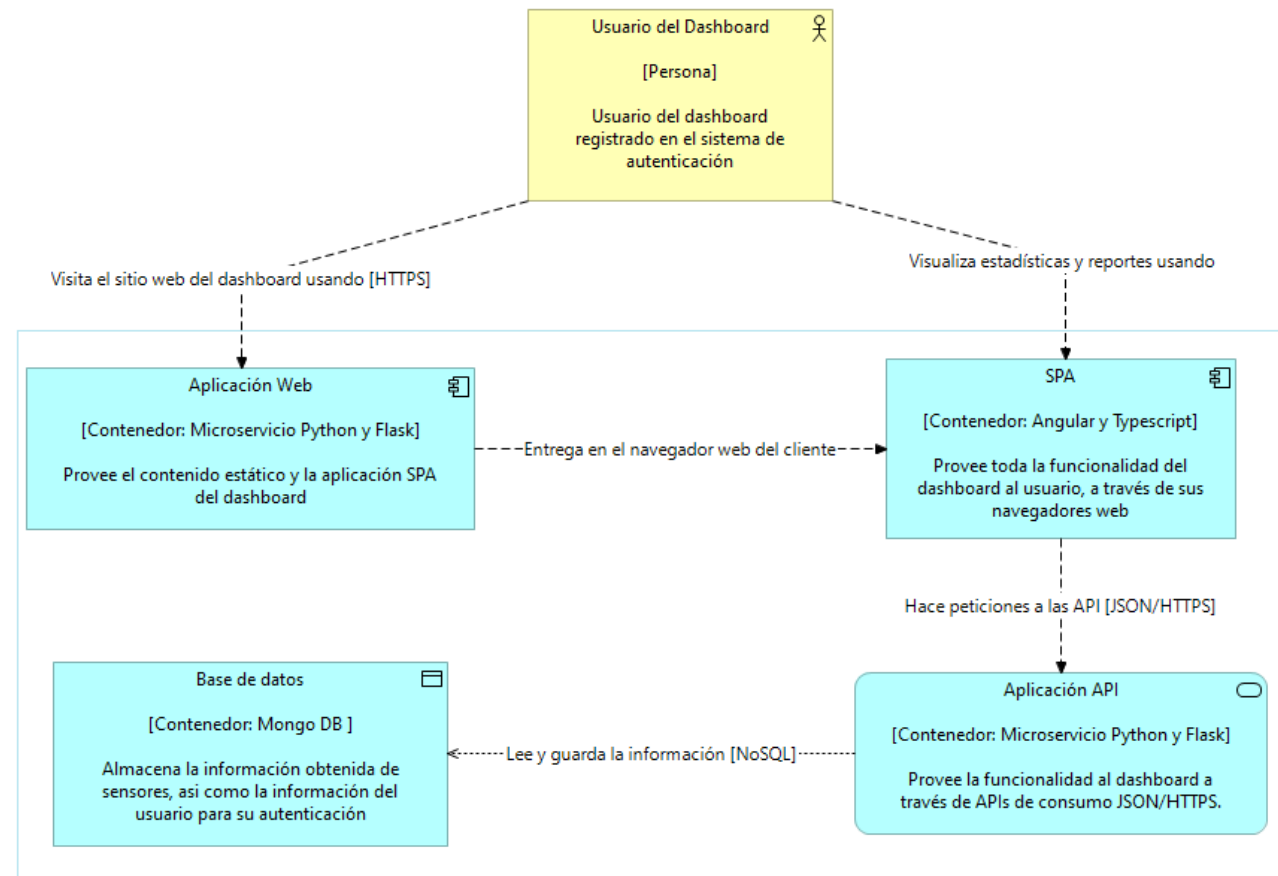 Usuario del Dashboard
[Persona]
Usuario del dashboard
registrado en el sistema de
autenticación
Visita el sitio web del dashboard usando [HTTPS]
Visualiza estadísticas y reportes usando
Aplicación Web
[Contenedor: Microservicio Python y Flask]
Provee el contenido estático y la aplicación SPA
del dashboard
Entrega en el navegador web del cliente
SPA
[Contenedor: Angular y Typescript]
Provee toda la funcionalidad del
dashboard al usuario, a través de sus
navegadores web
Hace peticiones a las API [JSON/HTTPS]
Base de datos
[Contenedor: Mongo DB ]
Almacena la información obtenida de
sensores, asi como la información del
usuario para su autenticación
Lee y guarda la información [NoSQL]
Aplicación API
[Contenedor: Microservicio Python y Flask]
Provee la funcionalidad al dashboard a
través de APIs de consumo JSON/HTTPS.